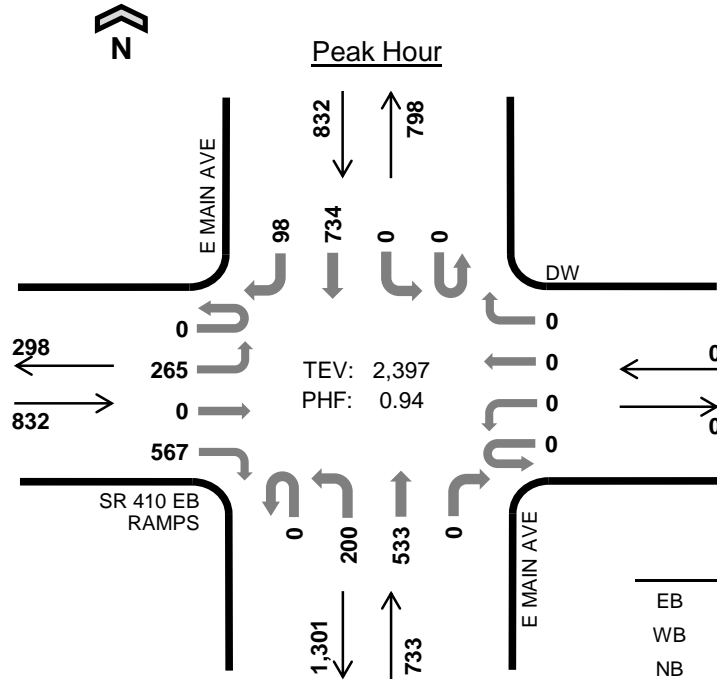 N
Peak Hour
832
798
E MAIN AVE
98
734
0
0
DW
0
0
298
265
TEV: 2,397
0
0
832
0
PHF: 0.94
0
0
567
0
SR 410 EB
RAMPS
0
200
533
0
E MAIN AVE
1,301
733
EB
WB
NB